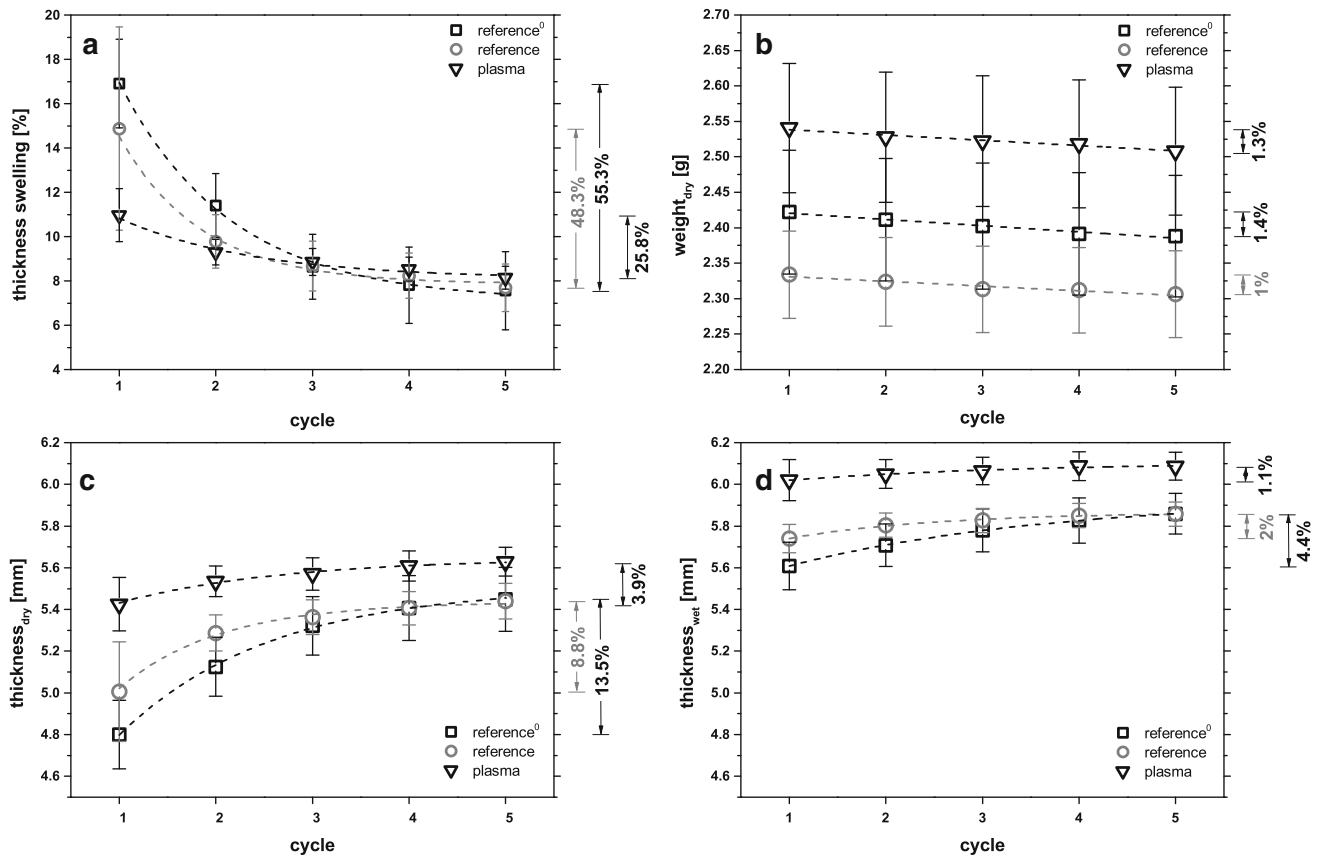 a
reference⁰
reference
plasma
thickness swelling [%]
20
18
16
14
12
10
8
6
4
1 2 3 4 5
cycle
48.3%
55.3%
25.8%
b
reference⁰
reference
plasma
weight_dry [g]
2.70
2.65
2.60
2.55
2.50
2.45
2.40
2.35
2.30
2.25
2.20
1 2 3 4 5
cycle
1.3%
1.4%
1%
c
thickness_dry [mm]
6.2
6.0
5.8
5.6
5.4
5.2
5.0
4.8
4.6
reference⁰
reference
plasma
1 2 3 4 5
cycle
3.9%
8.8%
13.5%
d
thickness_wet [mm]
6.2
6.0
5.8
5.6
5.4
5.2
5.0
4.8
4.6
reference⁰
reference
plasma
1 2 3 4 5
cycle
1.1%
2%
4.4%